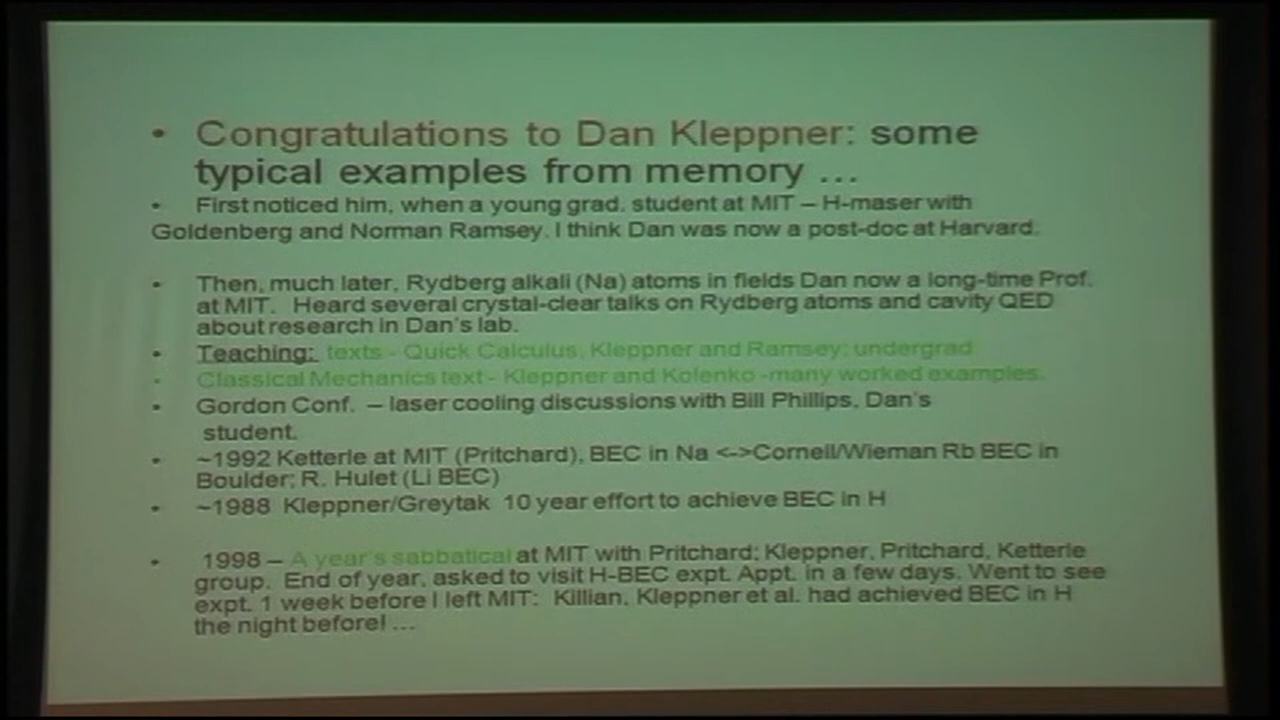 • Congratulations to Dan Kleppner: some
typical examples from memory ...
• First noticed him, when a young grad. student at MIT – H-maser with
Goldenberg and Norman Ramsey. I think Dan was now a post-doc at Harvard.
• Then, much later, Rydberg alkali (Na) atoms in fields Dan now a long-time Prof.
at MIT. Heard several crystal-clear talks on Rydberg atoms and cavity QED
about research in Dan's lab.
• Teaching: texts - Quick Calculus, Kleppner and Ramsey; undergrad
• Classical Mechanics text - Kleppner and Kolenko -many worked examples.
• Gordon Conf. – laser cooling discussions with Bill Phillips, Dan's
student.
• ~1992 Ketterle at MIT (Pritchard), BEC in Na <->Cornell/Wieman Rb BEC in
Boulder; R. Hulet (Li BEC)
• ~1988 Kleppner/Greytak 10 year effort to achieve BEC in H
• 1998 – A year's sabbatical at MIT with Pritchard; Kleppner, Pritchard, Ketterle
group. End of year, asked to visit H-BEC expt. Appt. in a few days. Went to see
expt. 1 week before I left MIT: Killian, Kleppner et al. had achieved BEC in H
the night before! ...